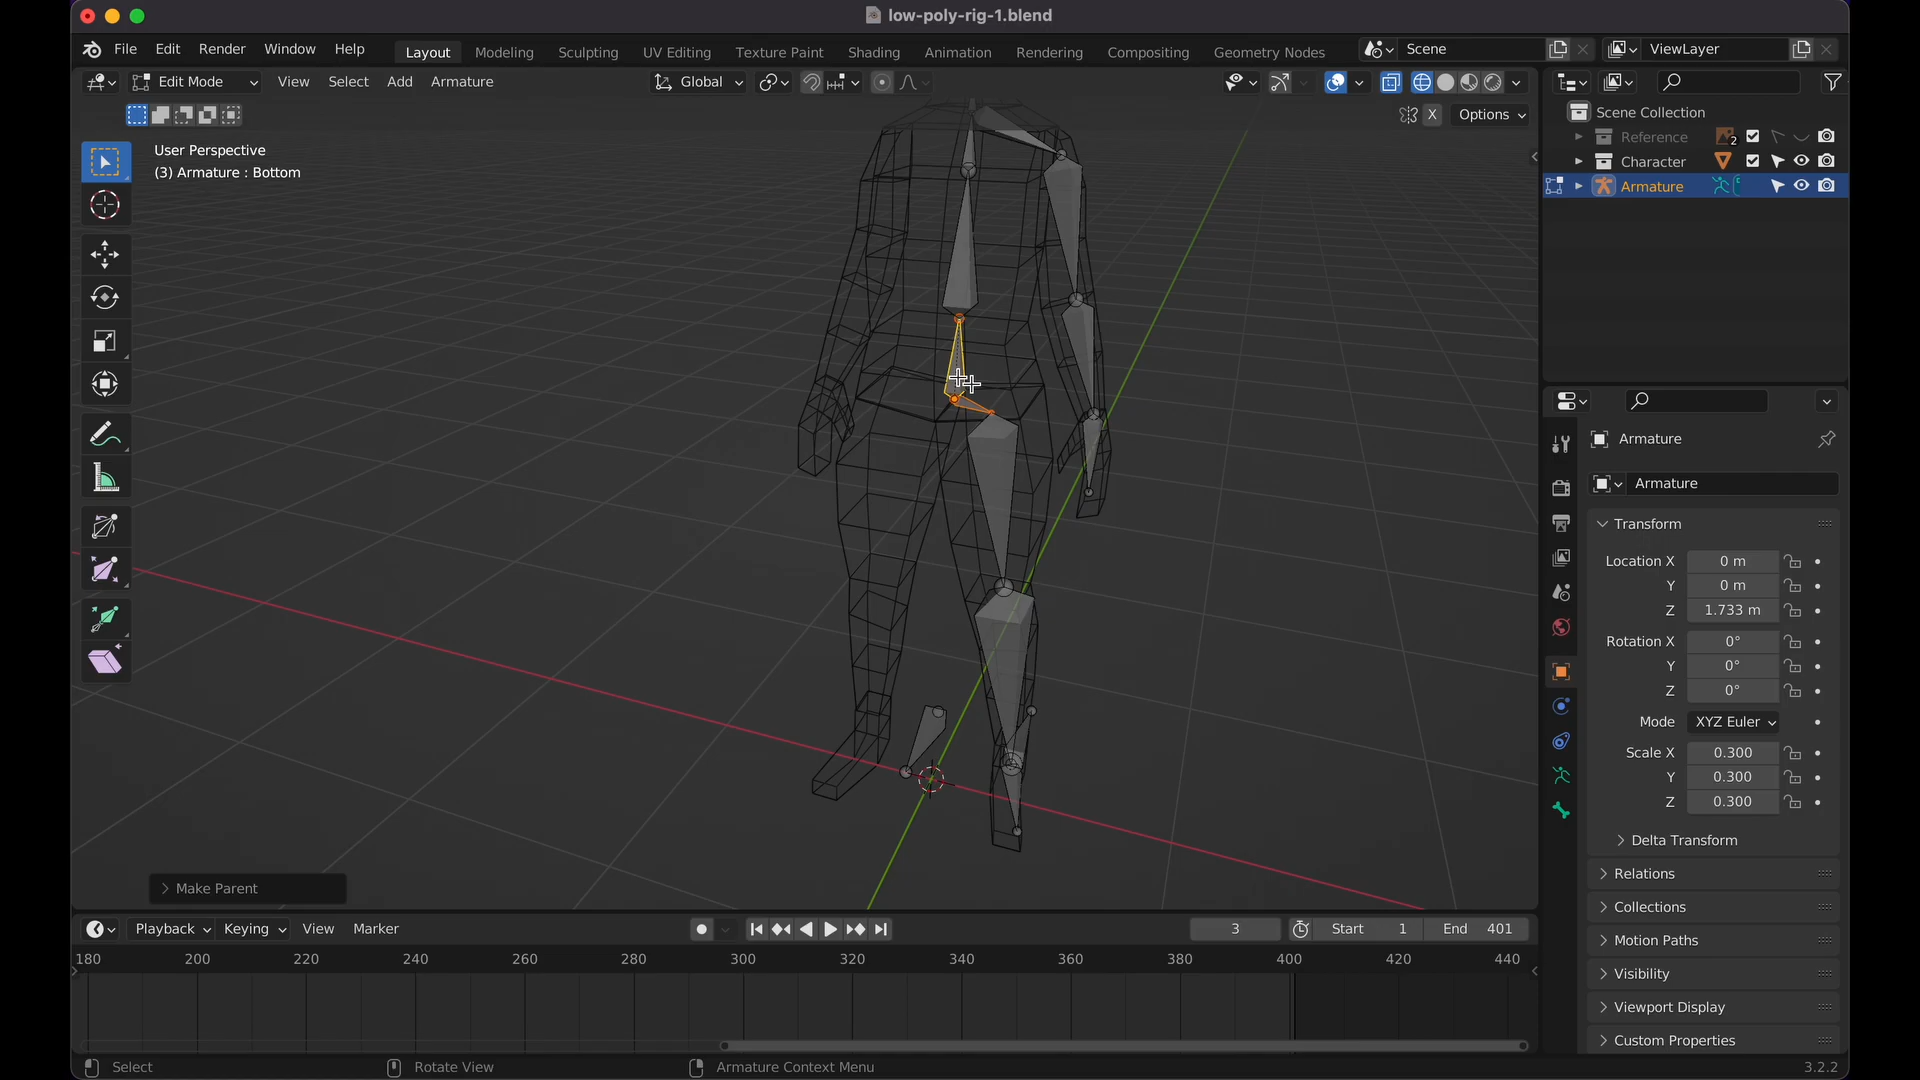 low-poly-rig-1.blend
File Edit Render Window Help Layout Modeling Sculpting UV Editing Texture Paint Shading Animation Rendering Compositing Geometry Nodes Scene ViewLayer
Edit Mode View Select Add Armature Global
X Options
User Perspective
(3) Armature : Bottom
Scene Collection
Reference 2
Character
Armature
Armature
Armature
Transform
Location X 0 m
Y 0 m
Z 1.733 m
Rotation X 0°
Y 0°
Z 0°
Mode XYZ Euler
Scale X 0.300
Y 0.300
Z 0.300
Delta Transform
Relations
Collections
Motion Paths
Visibility
Viewport Display
Custom Properties
Make Parent
Playback Keying View Marker 3 Start 1 End 401
180 200 220 240 260 280 300 320 340 360 380 400 420 440
Select Rotate View Armature Context Menu 3.2.2